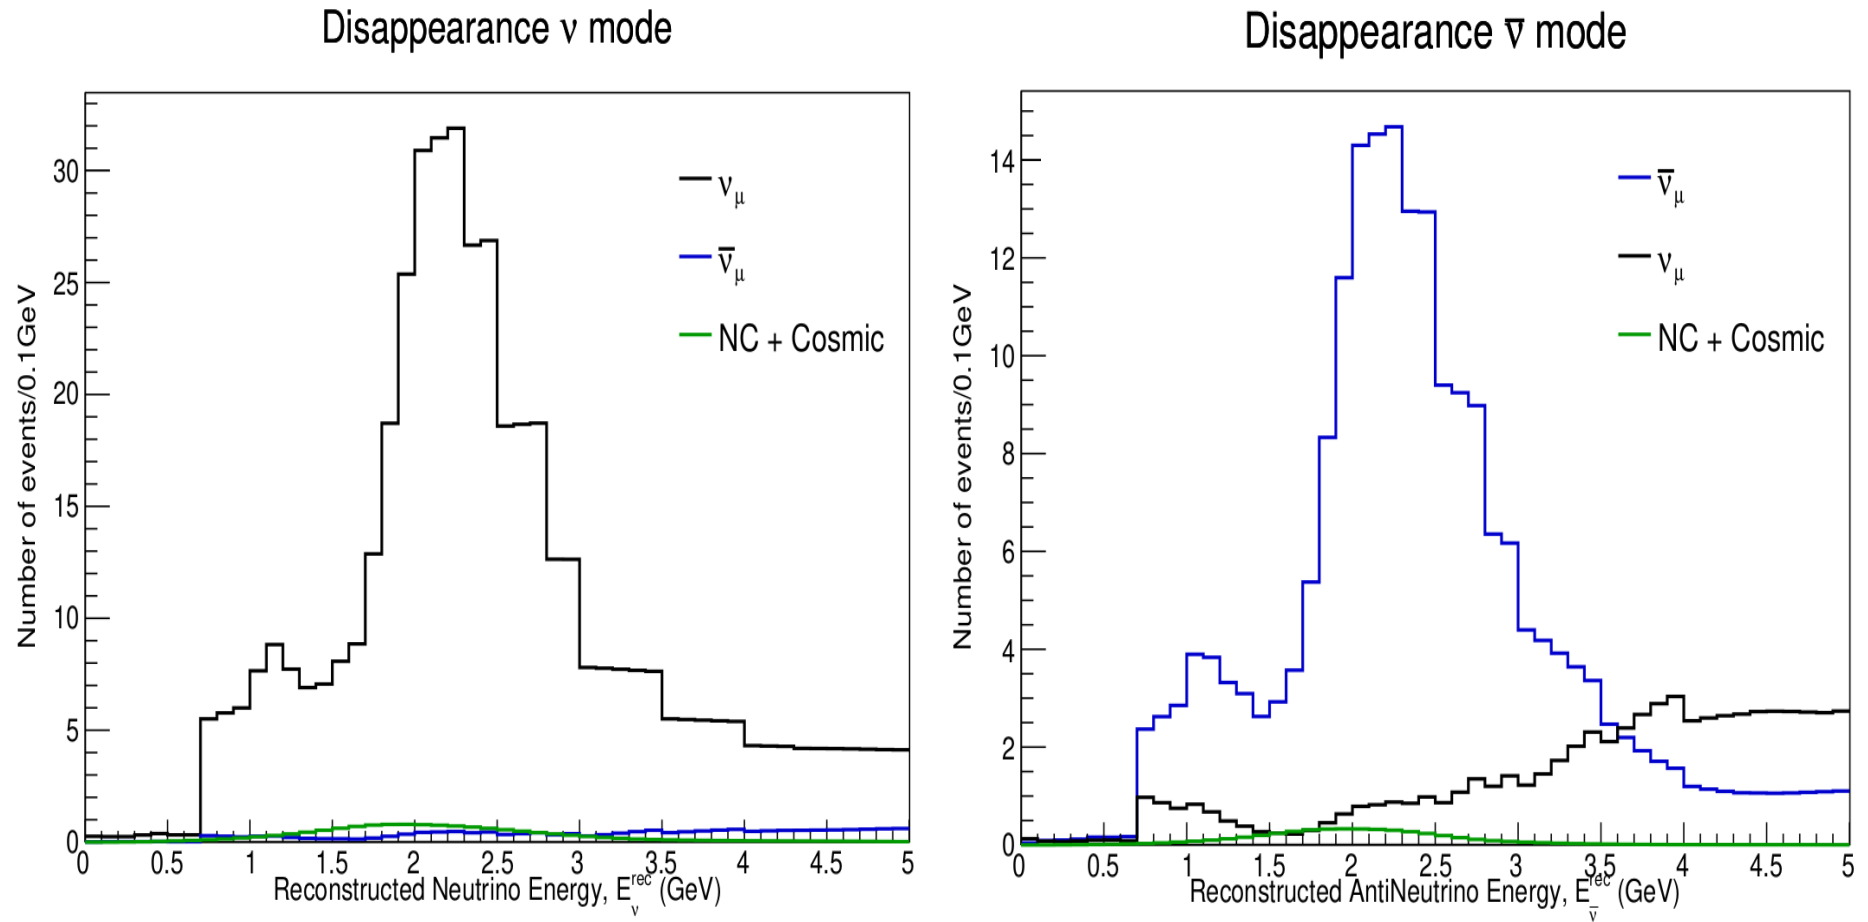 Disappearance ν mode
Number of events/0.1GeV
30
25
20
15
10
5
0
ν_μ
ν̅_μ
NC + Cosmic
0 0.5 1 1.5 2 2.5 3 3.5 4 4.5 5
Reconstructed Neutrino Energy, E_ν^rec (GeV)
Disappearance ν̅ mode
Number of events/0.1GeV
14
12
10
8
6
4
2
0
ν̅_μ
ν_μ
NC + Cosmic
0 0.5 1 1.5 2 2.5 3 3.5 4 4.5 5
Reconstructed AntiNeutrino Energy, E_ν̅^rec (GeV)